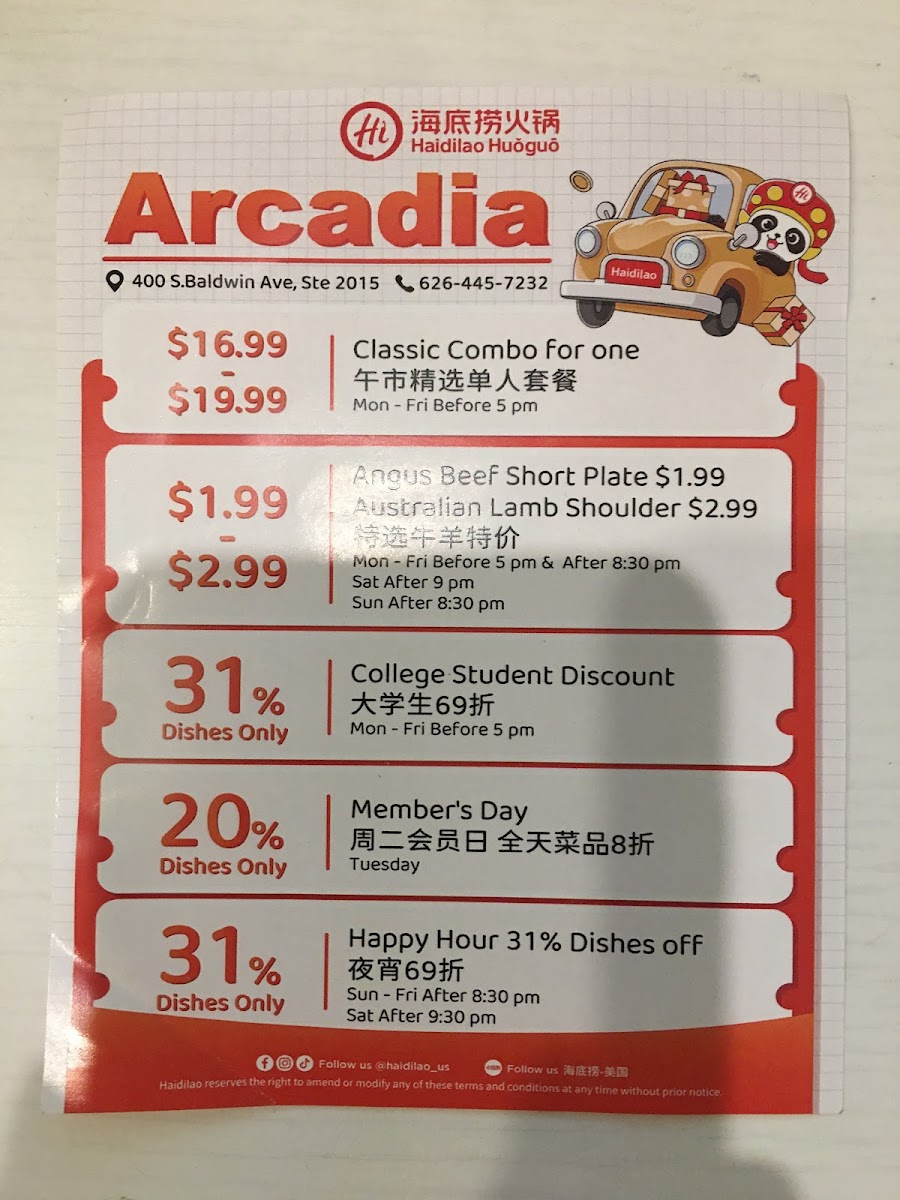 Hi 海底捞火锅
Haidilao Huǒguō
Arcadia
400 S.Baldwin Ave, Ste 2015 626-445-7232
Haidilao
Hi
$16.99
-
$19.99
Classic Combo for one
午市精选单人套餐
Mon - Fri Before 5 pm
$1.99
-
$2.99
Angus Beef Short Plate $1.99
Australian Lamb Shoulder $2.99
特选牛羊特价
Mon - Fri Before 5 pm & After 8:30 pm
Sat After 9 pm
Sun After 8:30 pm
31%
Dishes Only
College Student Discount
大学生69折
Mon - Fri Before 5 pm
20%
Dishes Only
Member's Day
周二会员日 全天菜品8折
Tuesday
31%
Dishes Only
Happy Hour 31% Dishes off
夜宵69折
Sun - Fri After 8:30 pm
Sat After 9:30 pm
Follow us @haidilao_us Follow us 海底捞-美国
Haidilao reserves the right to amend or modify any of these terms and conditions at any time without prior notice.